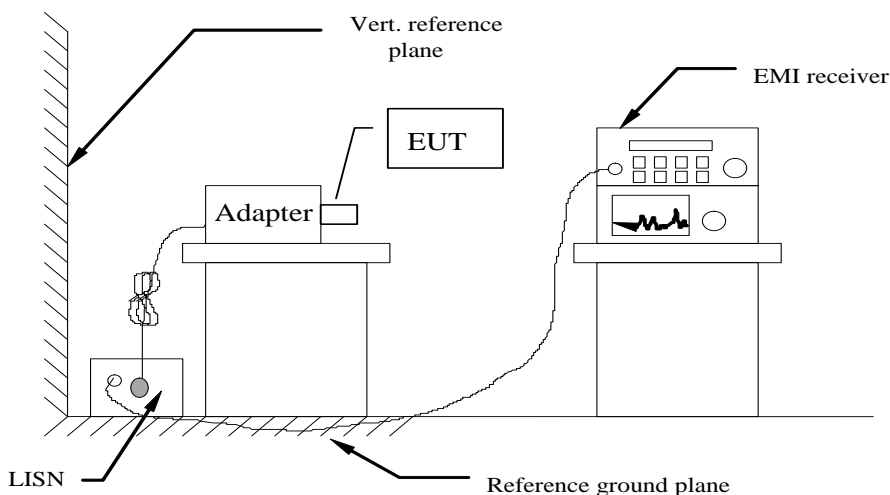 Vert. reference
plane
EMI receiver
EUT
Adapter
LISN
Reference ground plane